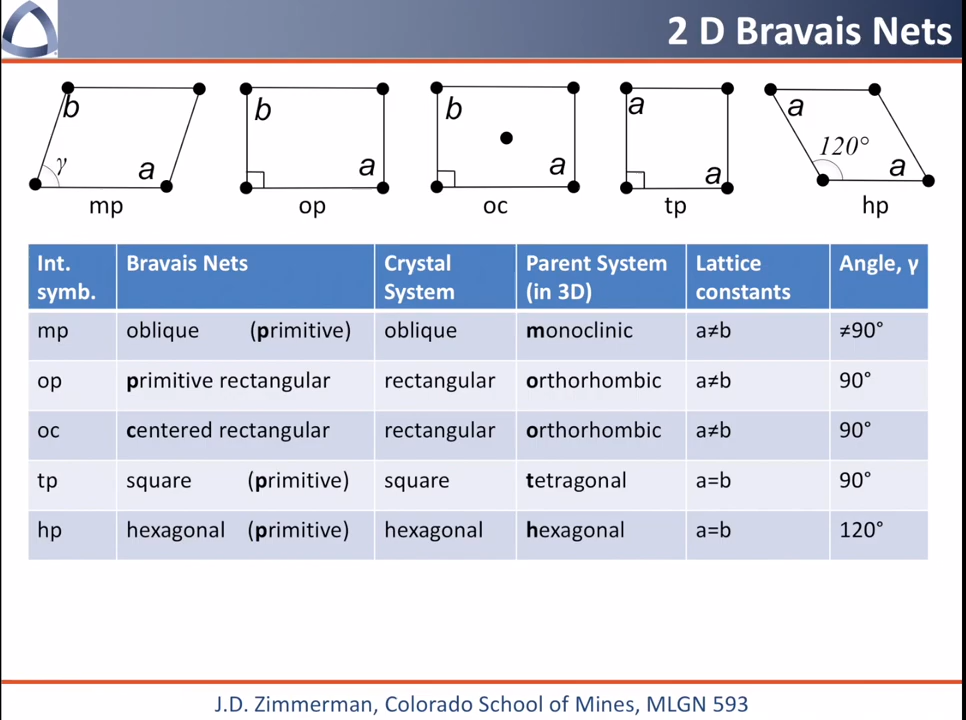 2 D Bravais Nets
b b b a a
γ a a a a 120° a
mp op oc tp hp
Int. symb. Bravais Nets Crystal System Parent System (in 3D) Lattice constants Angle, γ
mp oblique (primitive) oblique monoclinic a≠b ≠90°
op primitive rectangular rectangular orthorhombic a≠b 90°
oc centered rectangular rectangular orthorhombic a≠b 90°
tp square (primitive) square tetragonal a=b 90°
hp hexagonal (primitive) hexagonal hexagonal a=b 120°
J.D. Zimmerman, Colorado School of Mines, MLGN 593